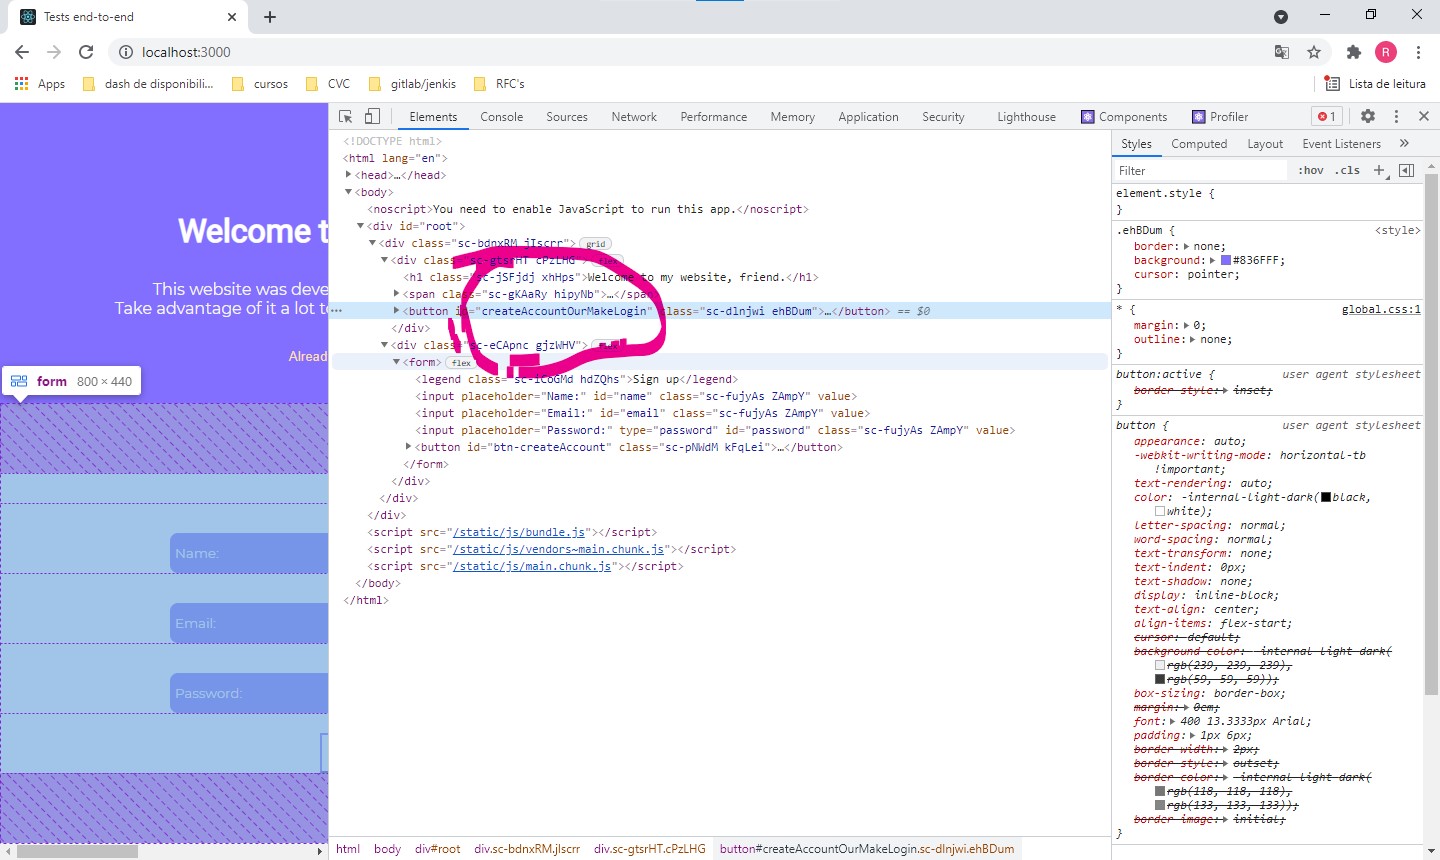 Tests end-to-end
localhost:3000
R
Apps
dash de disponibili...
cursos
CVC
gitlab/jenkis
RFC's
Lista de leitura
Welcome t
This website was deve
Take advantage of it a lot to
Alread
form 800 × 440
Name:
Email:
Password:
Elements Console Sources Network Performance Memory Application Security Lighthouse Components Profiler 1
<!DOCTYPE html>
<html lang="en">
<head>…</head>
<body>
<noscript>You need to enable JavaScript to run this app.</noscript>
<div id="root">
<div class="sc-bdnxRM jIscrr"> grid
<div class="sc-gtsrHT cPzLHG"> flex
<h1 class="sc-jSFjdj xhHps">Welcome to my website, friend.</h1>
<span class="sc-gKAaRy hipyNb">…</span>
<button id="createAccountOurMakeLogin" class="sc-dlnjwi ehBDum">…</button> == $0
</div>
<div class="sc-eCApnc gjzWHV">
<form> flex
<legend class="sc-iCoGMd hdZQhs">Sign up</legend>
<input placeholder="Name:" id="name" class="sc-fujyAs ZAmpY" value>
<input placeholder="Email:" id="email" class="sc-fujyAs ZAmpY" value>
<input placeholder="Password:" type="password" id="password" class="sc-fujyAs ZAmpY" value>
<button id="btn-createAccount" class="sc-pNWdM kFqLei">…</button>
</form>
</div>
</div>
</div>
<script src="/static/js/bundle.js"></script>
<script src="/static/js/vendors~main.chunk.js"></script>
<script src="/static/js/main.chunk.js"></script>
</body>
</html>
html body div#root div.sc-bdnxRM.jIscrr div.sc-gtsrHT.cPzLHG button#createAccountOurMakeLogin.sc-dlnjwi.ehBDum
Styles Computed Layout Event Listeners »
Filter :hov .cls +
element.style {
}
.ehBDum { <style>
border: none;
background: #836FFF;
cursor: pointer;
}
* { global.css:1
margin: 0;
outline: none;
}
button:active { user agent stylesheet
border-style: inset;
}
button { user agent stylesheet
appearance: auto;
-webkit-writing-mode: horizontal-tb
!important;
text-rendering: auto;
color: -internal-light-dark(black,
white);
letter-spacing: normal;
word-spacing: normal;
text-transform: none;
text-indent: 0px;
text-shadow: none;
display: inline-block;
text-align: center;
align-items: flex-start;
cursor: default;
background-color: -internal-light-dark(
rgb(239, 239, 239),
rgb(59, 59, 59));
box-sizing: border-box;
margin: 0em;
font: 400 13.3333px Arial;
padding: 1px 6px;
border-width: 2px;
border-style: outset;
border-color: -internal-light-dark(
rgb(118, 118, 118),
rgb(133, 133, 133));
border-image: initial;
}